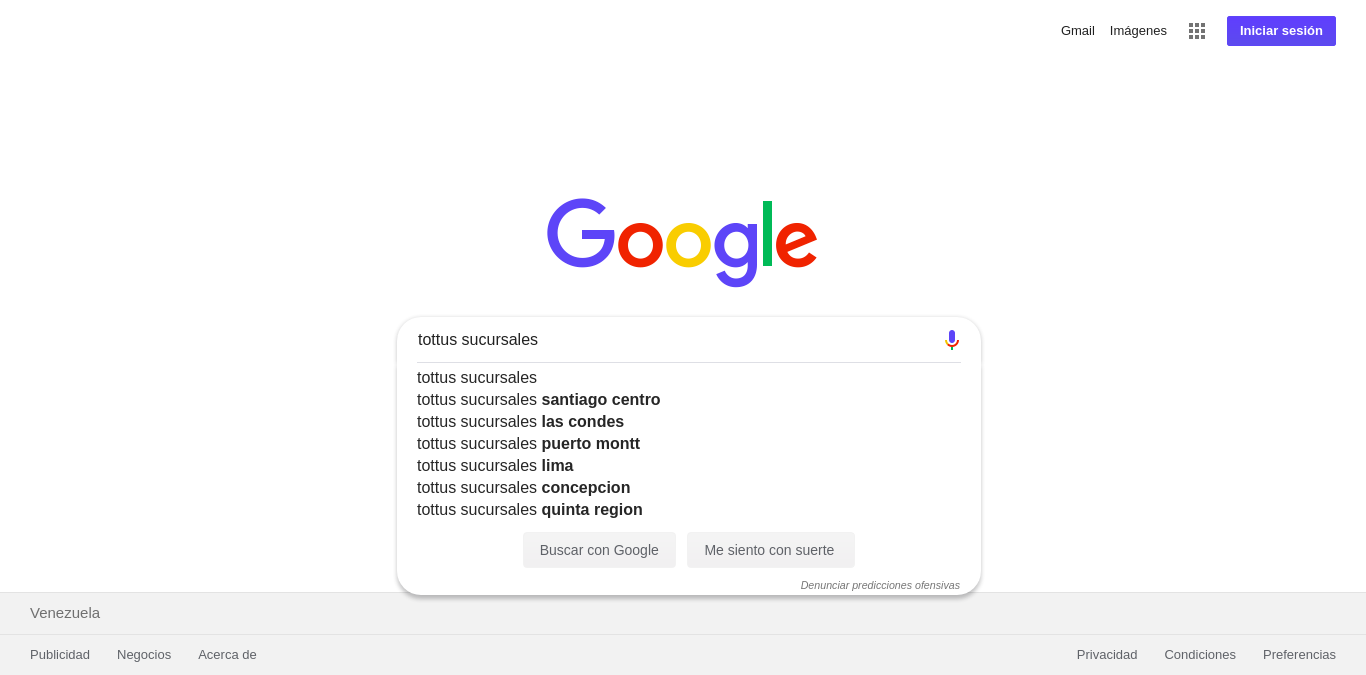 Gmail Imágenes Iniciar sesión
Google
tottus sucursales
tottus sucursales
tottus sucursales santiago centro
tottus sucursales las condes
tottus sucursales puerto montt
tottus sucursales lima
tottus sucursales concepcion
tottus sucursales quinta region
Buscar con Google Me siento con suerte
Denunciar predicciones ofensivas
Venezuela
Publicidad Negocios Acerca de Privacidad Condiciones Preferencias